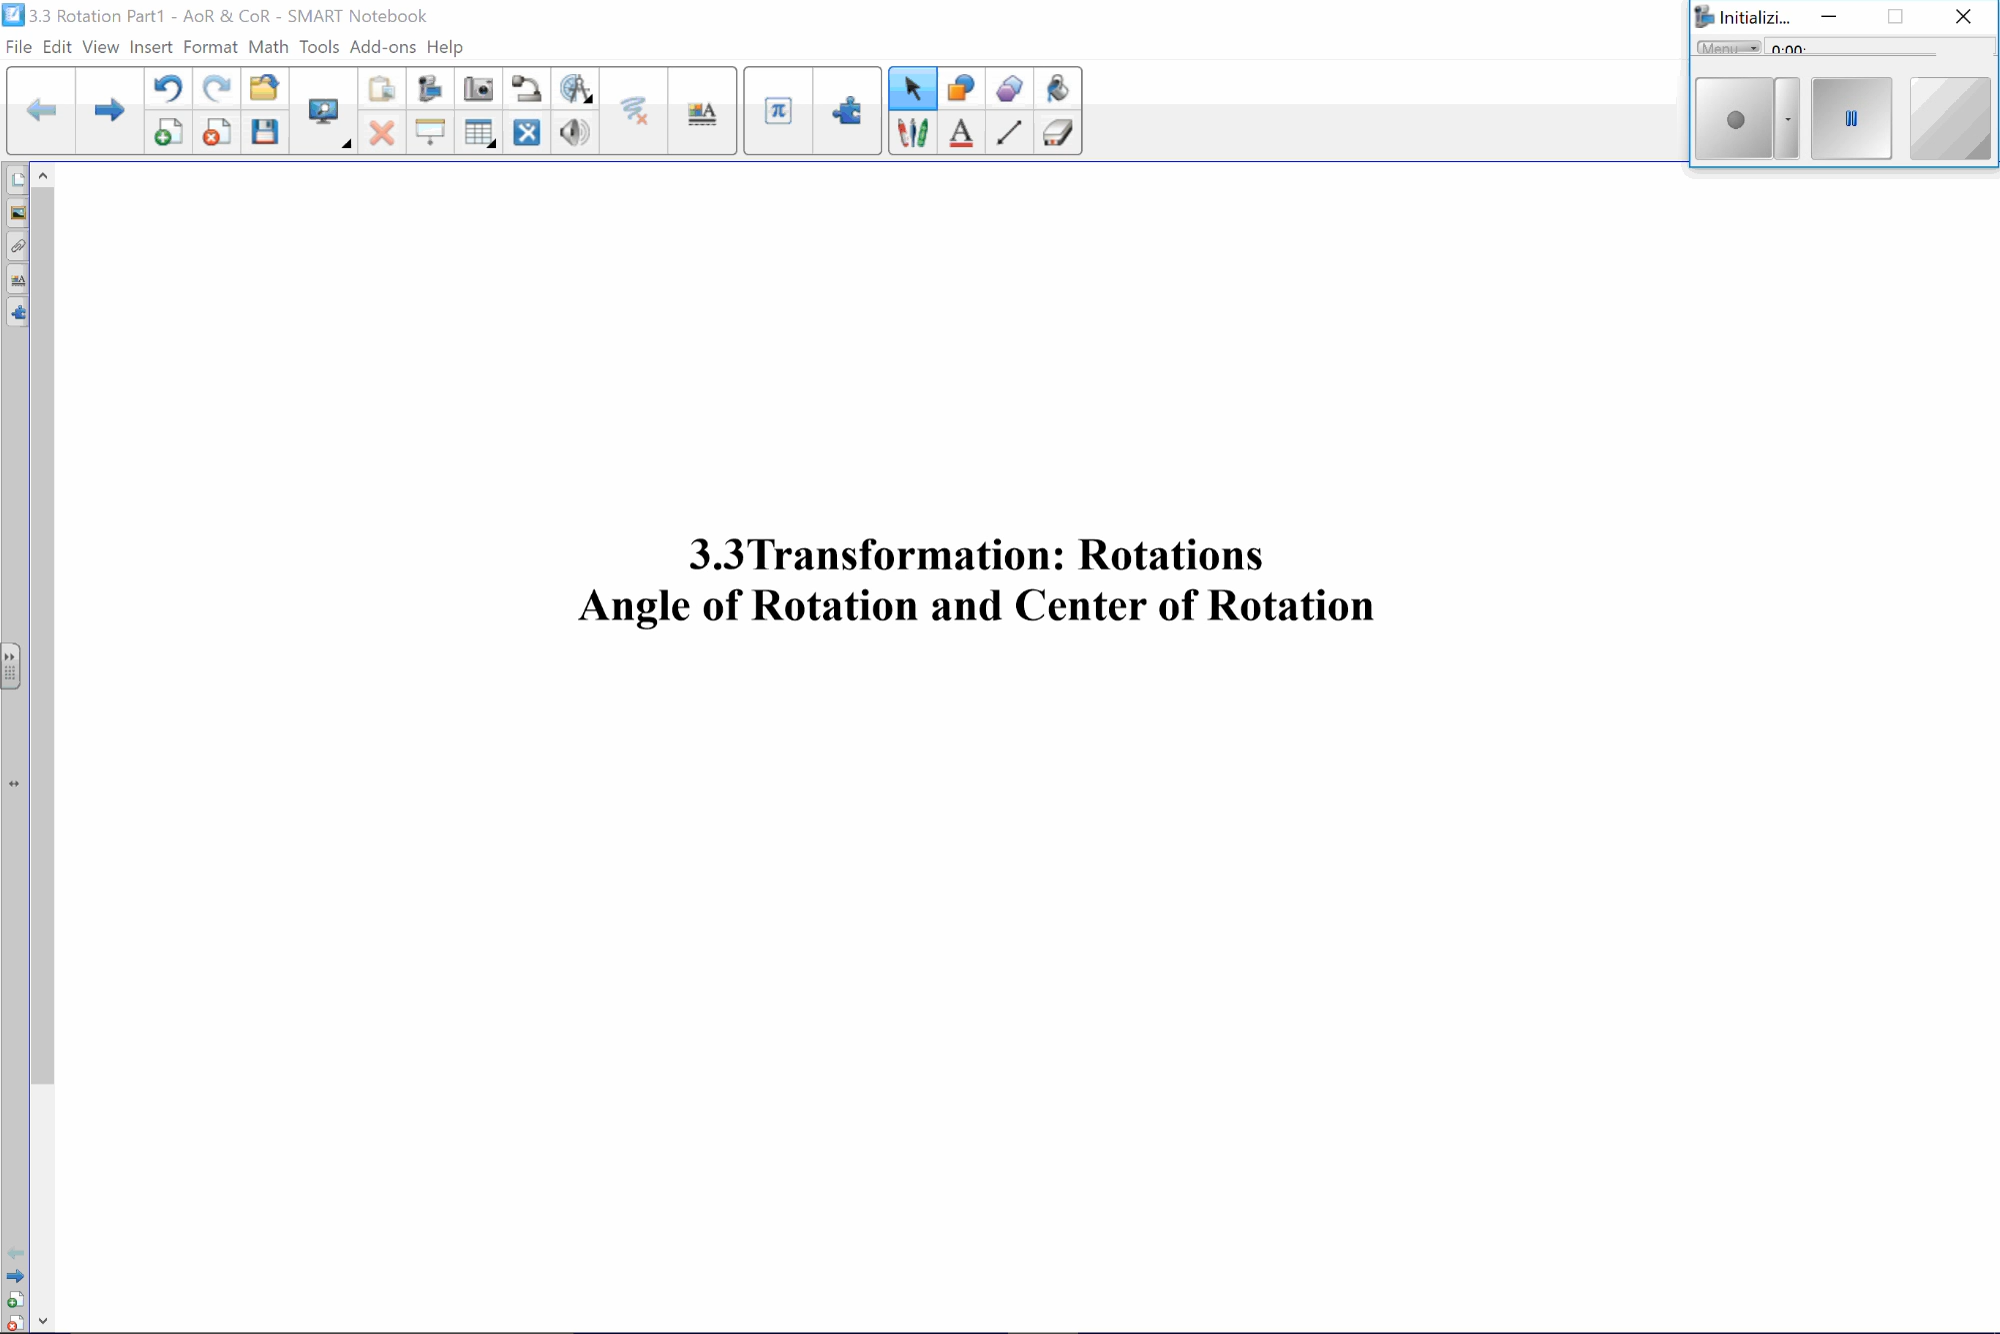 3.3 Rotation Part1 - AoR & CoR - SMART Notebook
Initializi...
File Edit View Insert Format Math Tools Add-ons Help
Menu
0:00:
π
A
A
3.3Transformation: Rotations
Angle of Rotation and Center of Rotation